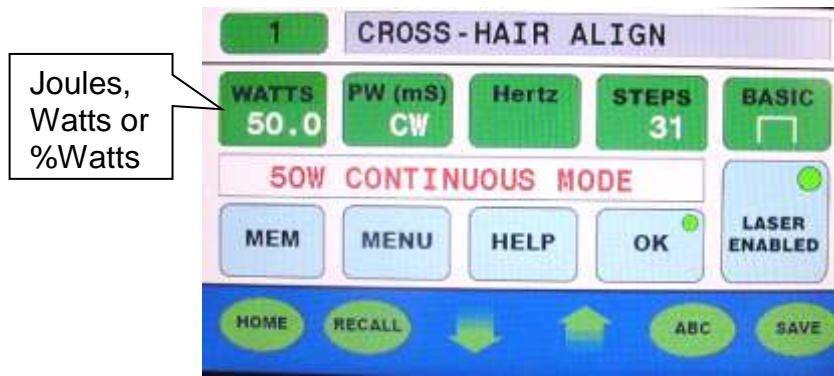 1 CROSS-HAIR ALIGN
Joules,
Watts or
%Watts
WATTS PW (mS) Hertz STEPS BASIC
50.0 CW 31
50W CONTINUOUS MODE
MEM MENU HELP OK LASER
ENABLED
HOME RECALL ABC SAVE